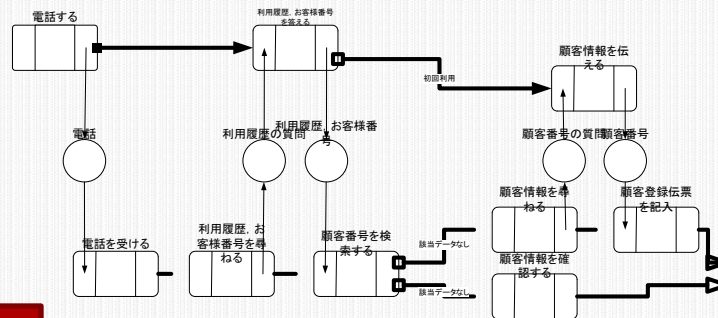 電話する
利用履歴, お客様番号
を答える
顧客情報を伝
える
初回利用
電話
利用履歴の質問
利用履歴, お客様番
号
顧客番号の質問
顧客番号
電話を受ける
利用履歴, お
客様番号を尋
ねる
顧客番号を検
索する
該当データなし
該当データなし
顧客情報を尋
ねる
顧客登録伝票
を記入
顧客情報を確
認する